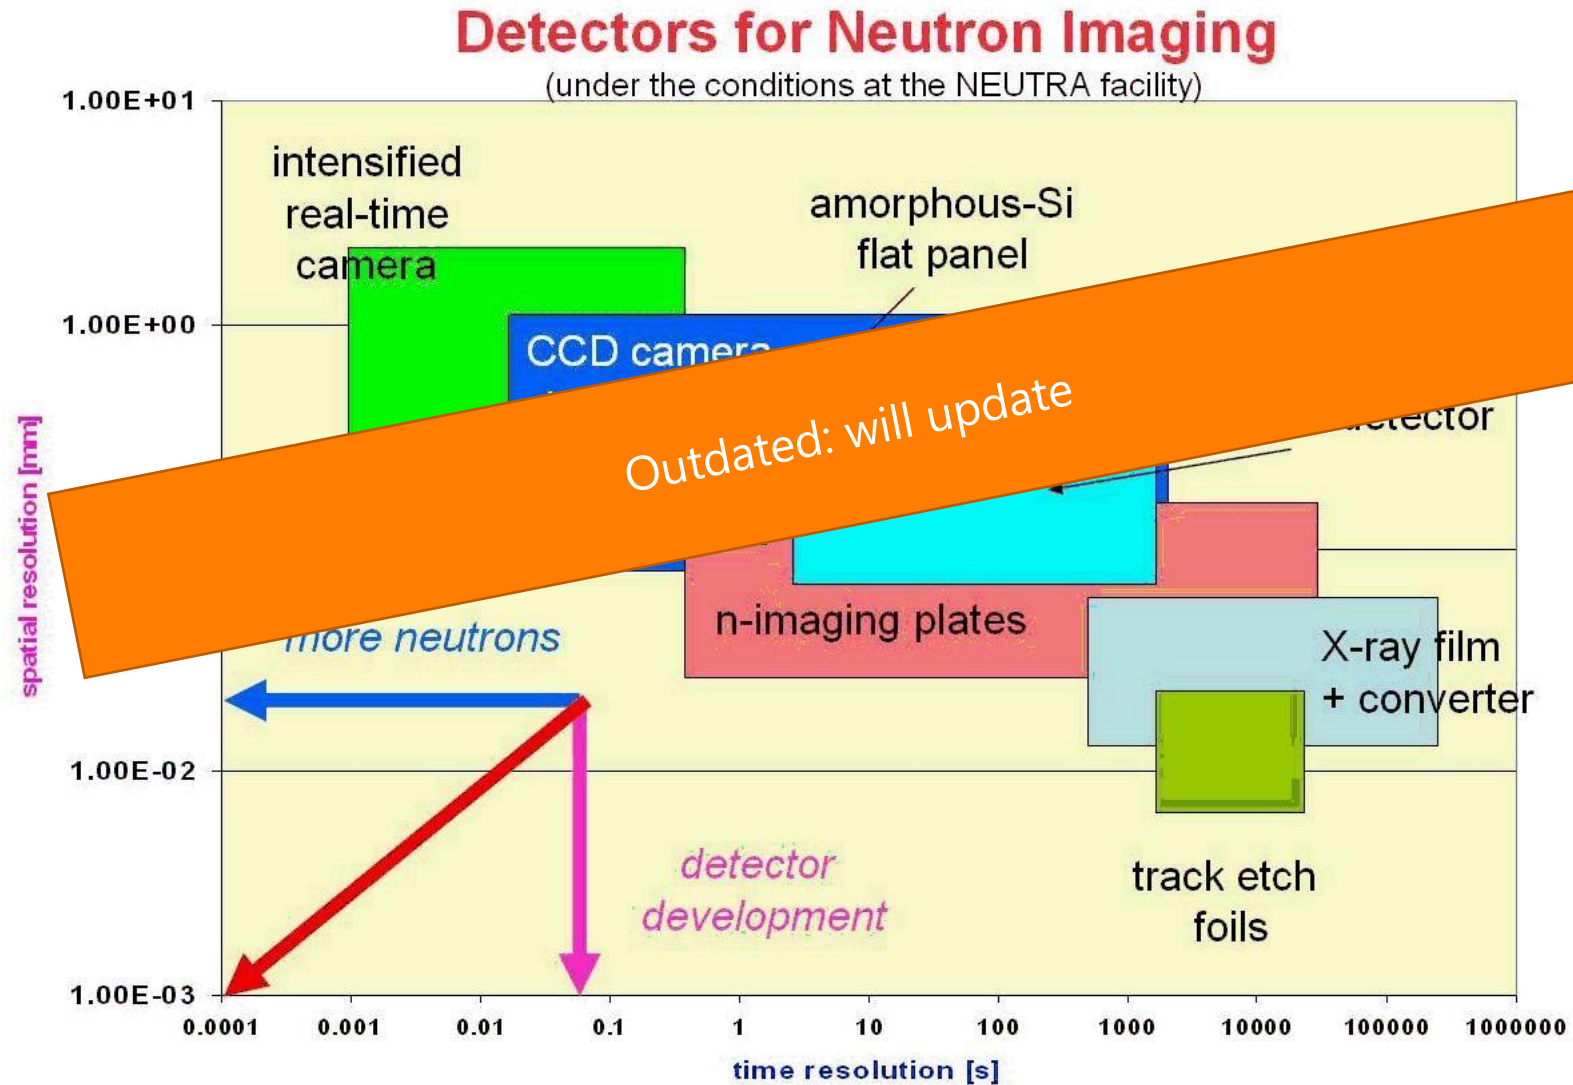 Detectors for Neutron Imaging
(under the conditions at the NEUTRA facility)
1.00E+01
intensified
real-time
camera
amorphous-Si
flat panel
1.00E+00
CCD camera
Outdated: will update
spatial resolution [mm]
n-imaging plates
more neutrons
X-ray film
+ converter
1.00E-02
detector
development
track etch
foils
1.00E-03
0.0001 0.001 0.01 0.1 1 10 100 1000 10000 100000 1000000
time resolution [s]